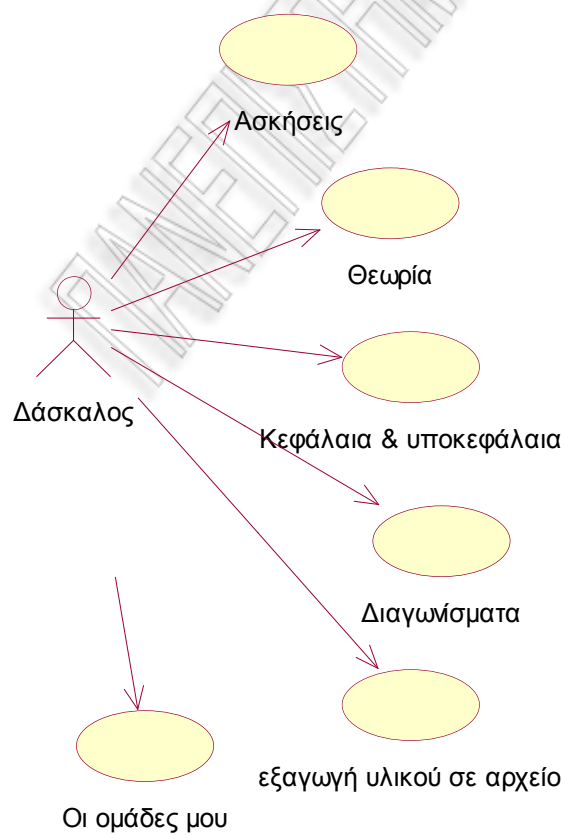 Ασκήσεις
Θεωρία
Δάσκαλος
Κεφάλαια & υποκεφάλαια
Διαγωνίσματα
εξαγωγή υλικού σε αρχείο
Οι ομάδες μου